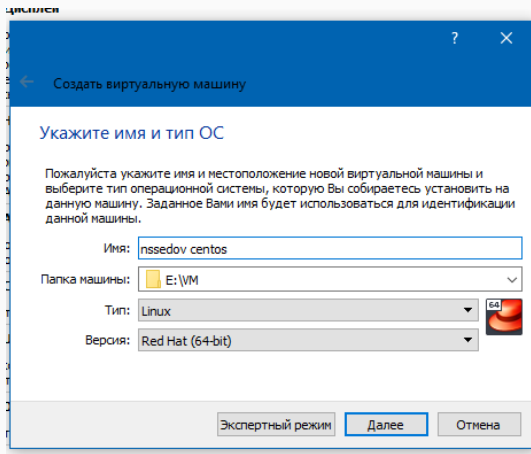 дисплей
?
Создать виртуальную машину
Укажите имя и тип ОС
Пожалуйста укажите имя и местоположение новой виртуальной машины и
выберите тип операционной системы, которую Вы собираетесь установить на
данную машину. Заданное Вами имя будет использоваться для идентификации
данной машины.
Имя: nssedov centos
Папка машины: E:\VM
Тип: Linux
64
Версия: Red Hat (64-bit)
Экспертный режим Далее Отмена